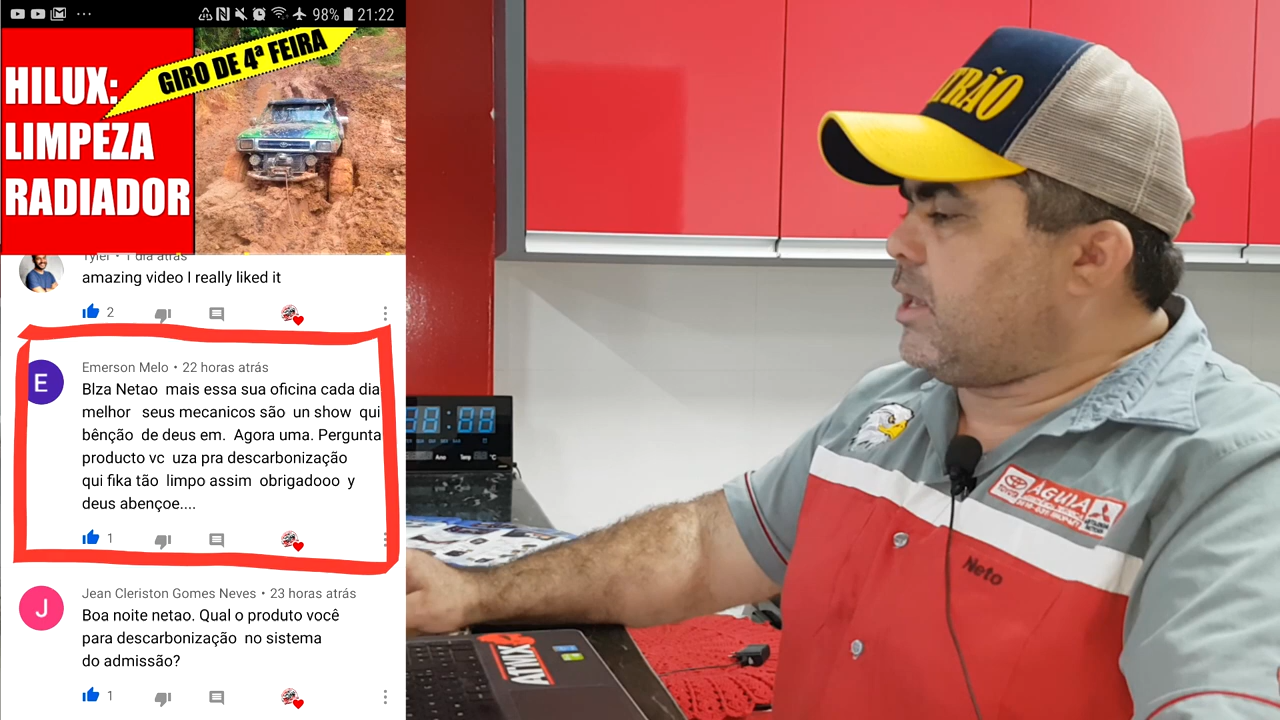 98% 21:22
HILUX:
LIMPEZA
RADIADOR
GIRO DE 4ª FEIRA
Tyler • 1 dia atrás
amazing video I really liked it
2
E
Emerson Melo • 22 horas atrás
Blza Netao mais essa sua oficina cada dia
melhor seus mecanicos são un show qui
bênção de deus em. Agora uma. Pergunta
producto vc uza pra descarbonização
qui fika tão limpo assim obrigadooo y
deus abençoe....
1
J
Jean Cleriston Gomes Neves • 23 horas atrás
Boa noite netao. Qual o produto você
para descarbonização no sistema
do admissão?
1
TRÃO
AGUIA
TOYOTA
Neto